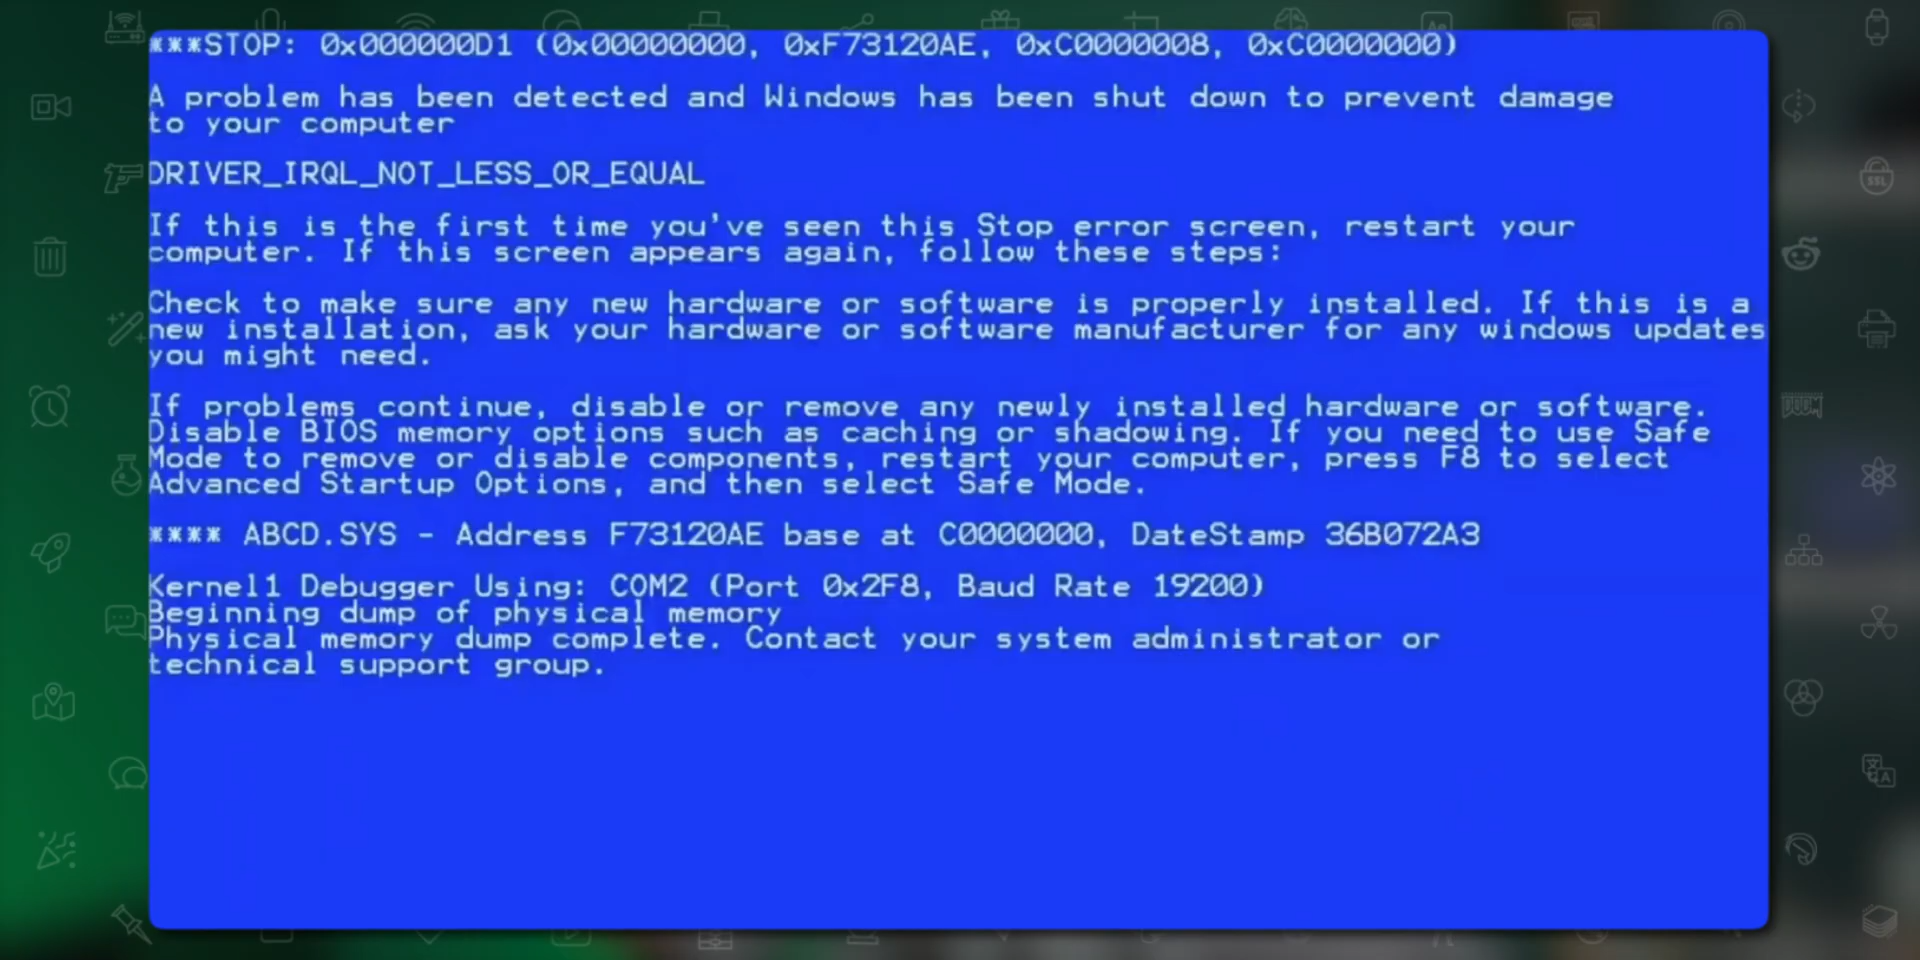 ***STOP: 0x000000D1 (0x00000000, 0xF73120AE, 0xC0000008, 0xC0000000)
A problem has been detected and Windows has been shut down to prevent damage
to your computer
DRIVER_IRQL_NOT_LESS_OR_EQUAL
If this is the first time you've seen this Stop error screen, restart your
computer. If this screen appears again, follow these steps:
Check to make sure any new hardware or software is properly installed. If this is a
new installation, ask your hardware or software manufacturer for any windows updates
you might need.
If problems continue, disable or remove any newly installed hardware or software.
Disable BIOS memory options such as caching or shadowing. If you need to use Safe
Mode to remove or disable components, restart your computer, press F8 to select
Advanced Startup Options, and then select Safe Mode.
**** ABCD.SYS - Address F73120AE base at C0000000, DateStamp 36B072A3
Kernel1 Debugger Using: COM2 (Port 0x2F8, Baud Rate 19200)
Beginning dump of physical memory
Physical memory dump complete. Contact your system administrator or
technical support group.
SSL
DOOM